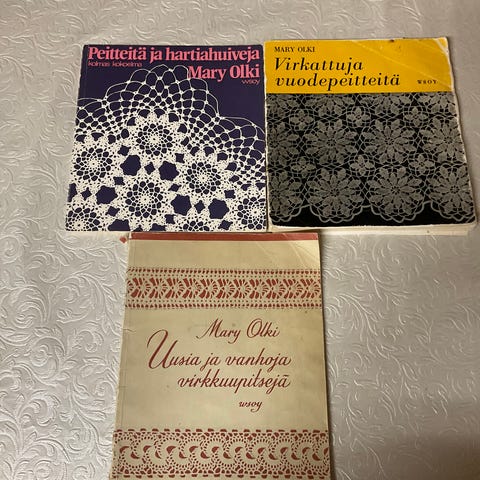 Peitteitä ja hartiahuiveja
kolmas kokoelma
Mary Olki
wsoy
MARY OLKI
Virkattuja
vuodepeitteitä
WSOY
Mary Olki
Uusia ja vanhoja
virkkuupitsejä
wsoy